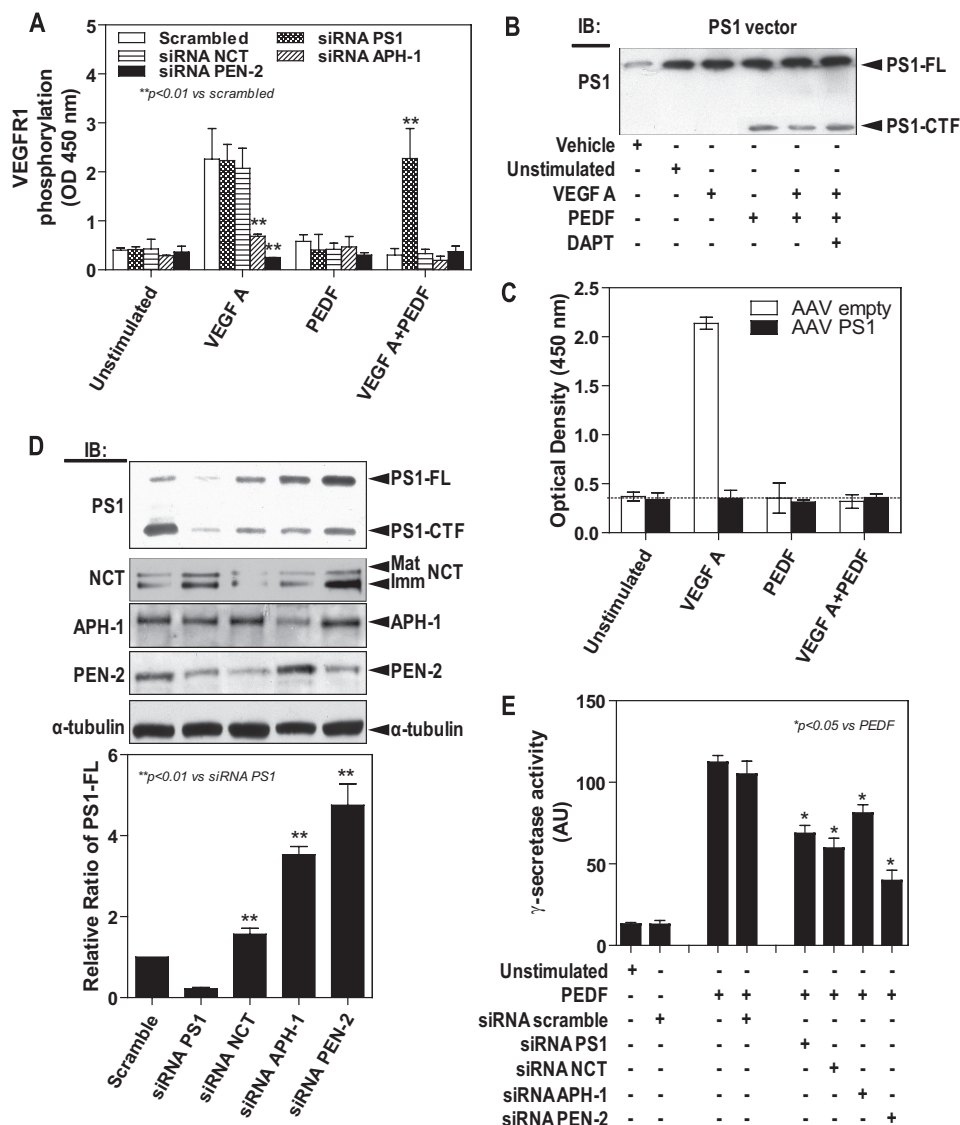 A
VEGFR1
phosphorylation
(OD 450 nm)
5
4
3
2
1
0
Scrambled
siRNA PS1
siRNA NCT
siRNA APH-1
siRNA PEN-2
**p<0.01 vs scrambled
**
**
**
Unstimulated
VEGF A
PEDF
VEGF A+PEDF
B
IB:
PS1 vector
PS1
PS1-FL
PS1-CTF
Vehicle + - - - - -
Unstimulated - + - - - -
VEGF A - - + - + +
PEDF - - - + + +
DAPT - - - - - +
C
Optical Density (450 nm)
2.5
2.0
1.5
1.0
0.5
0.0
AAV empty
AAV PS1
Unstimulated
VEGF A
PEDF
VEGF A+PEDF
D
IB:
PS1
PS1-FL
PS1-CTF
NCT
Mat
Imm
NCT
APH-1
APH-1
PEN-2
PEN-2
α-tubulin
α-tubulin
Relative Ratio of PS1-FL
6
4
2
0
**p<0.01 vs siRNA PS1
**
**
**
Scramble
siRNA PS1
siRNA NCT
siRNA APH-1
siRNA PEN-2
E
γ-secretase activity
(AU)
150
100
50
0
*p<0.05 vs PEDF
*
*
*
*
Unstimulated + - - - - - - -
PEDF - - + + + + + +
siRNA scramble - + - + - - - -
siRNA PS1 - - - - + - - -
siRNA NCT - - - - - + - -
siRNA APH-1 - - - - - - + -
siRNA PEN-2 - - - - - - - +